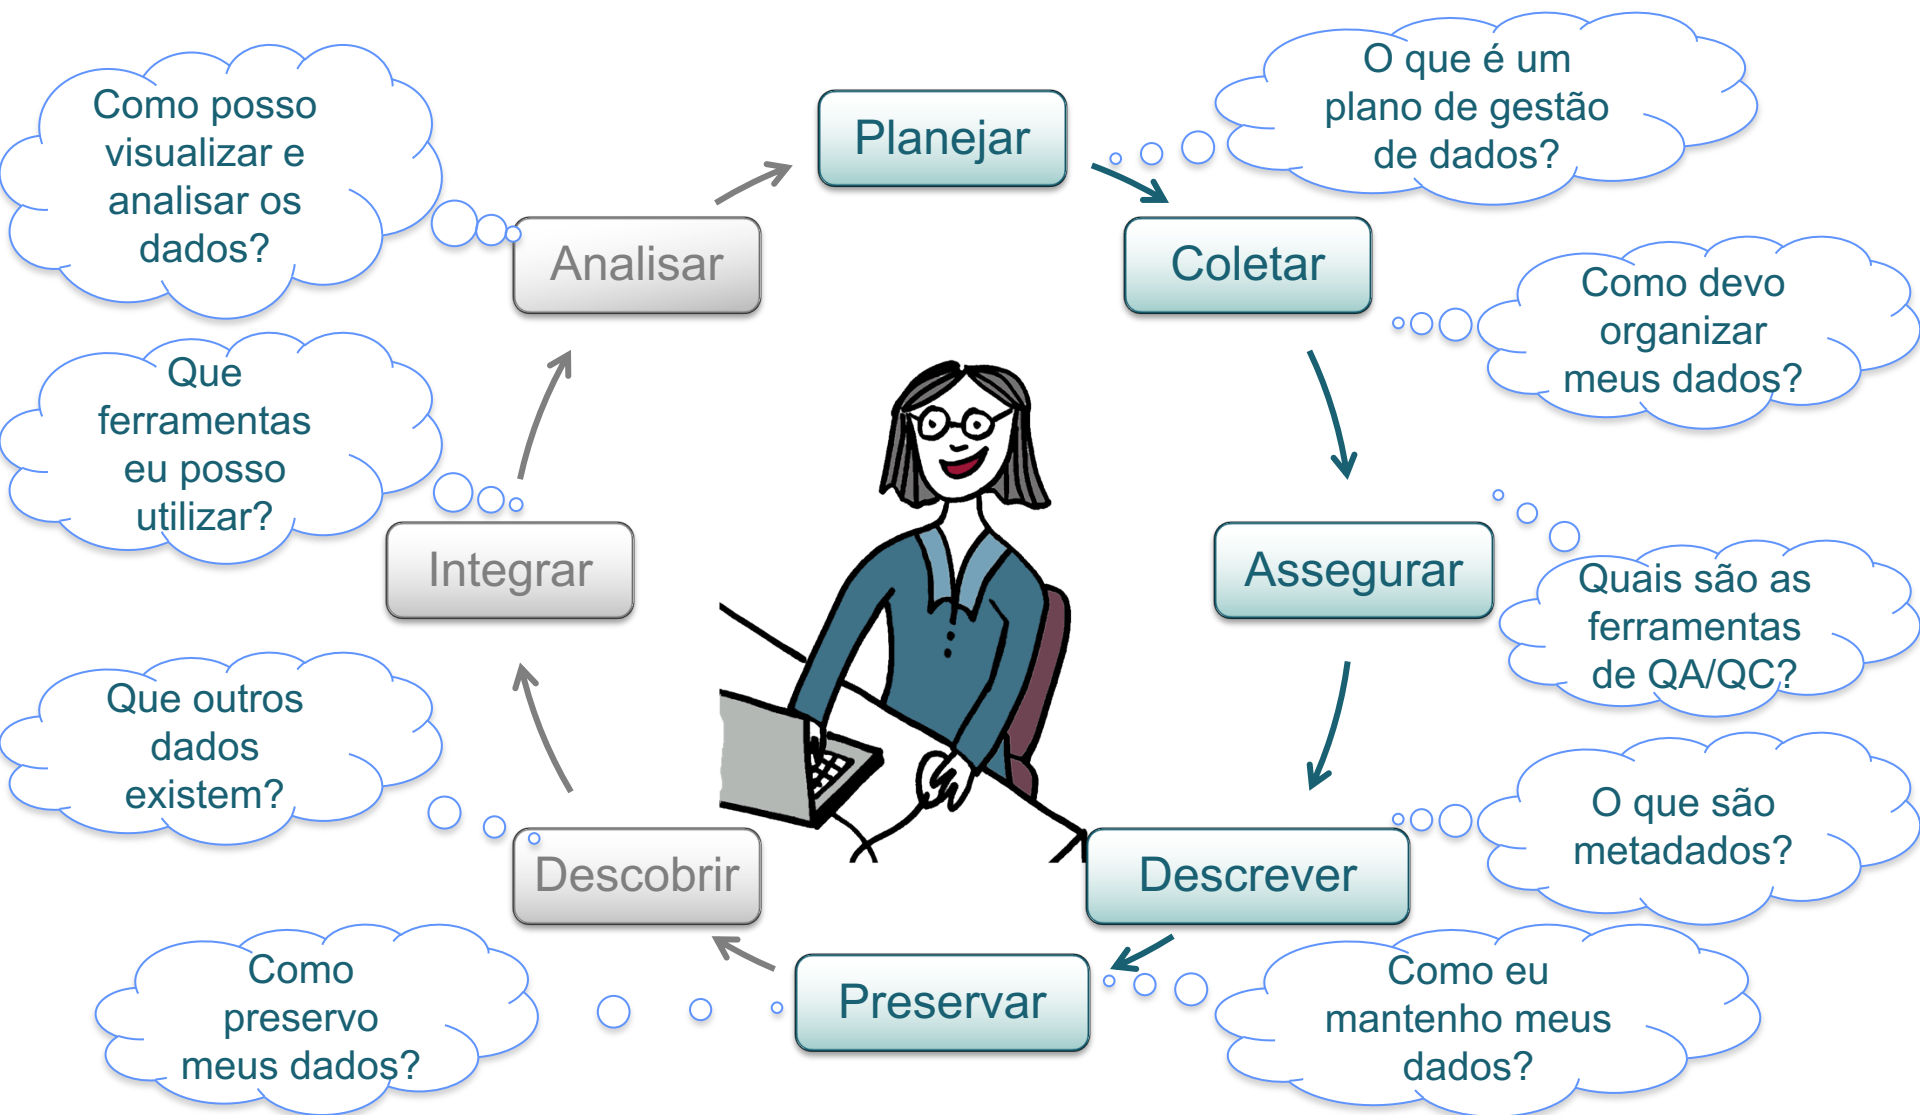 Como posso
visualizar e
analisar os
dados?
Planejar
O que é um
plano de gestão
de dados?
Analisar
Coletar
Como devo
organizar
meus dados?
Que
ferramentas
eu posso
utilizar?
Integrar
Assegurar
Quais são as
ferramentas
de QA/QC?
Que outros
dados
existem?
Descobrir
Descrever
O que são
metadados?
Como
preservo
meus dados?
Preservar
Como eu
mantenho meus
dados?